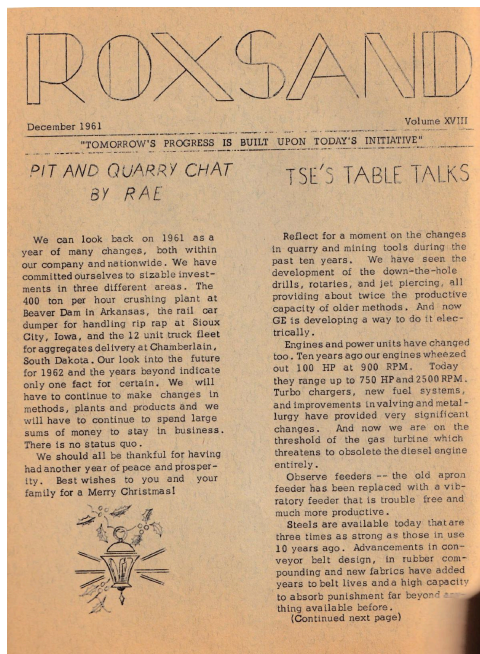 ROXSAND
December 1961
Volume XVIII
"TOMORROW'S PROGRESS IS BUILT UPON TODAY'S INITIATIVE"
PIT AND QUARRY CHAT
BY RAE
We can look back on 1961 as a
year of many changes, both within
our company and nationwide. We have
committed ourselves to sizable invest-
ments in three different areas. The
400 ton per hour crushing plant at
Beaver Dam in Arkansas, the rail car
dumper for handling rip rap at Sioux
City, Iowa, and the 12 unit truck fleet
for aggregates delivery at Chamberlain,
South Dakota. Our look into the future
for 1962 and the years beyond indicate
only one fact for certain. We will
have to continue to make changes in
methods, plants and products and we
will have to continue to spend large
sums of money to stay in business.
There is no status quo.
We should all be thankful for having
had another year of peace and prosper-
ity. Best wishes to you and your
family for a Merry Christmas!
TSE'S TABLE TALKS
Reflect for a moment on the changes
in quarry and mining tools during the
past ten years. We have seen the
development of the down-the-hole
drills, rotaries, and jet piercing, all
providing about twice the productive
capacity of older methods. And now
GE is developing a way to do it elec-
trically.
Engines and power units have changed
too. Ten years ago our engines wheezed
out 100 HP at 900 RPM. Today
they range up to 750 HP and 2500 RPM.
Turbo chargers, new fuel systems,
and improvements in valving and metal-
lurgy have provided very significant
changes. And now we are on the
threshold of the gas turbine which
threatens to obsolete the diesel engine
entirely.
Observe feeders -- the old apron
feeder has been replaced with a vib-
ratory feeder that is trouble free and
much more productive.
Steels are available today that are
three times as strong as those in use
10 years ago. Advancements in con-
veyor belt design, in rubber com-
pounding and new fabrics have added
years to belt lives and a high capacity
to absorb punishment far beyond
thing available before.
(Continued next page)